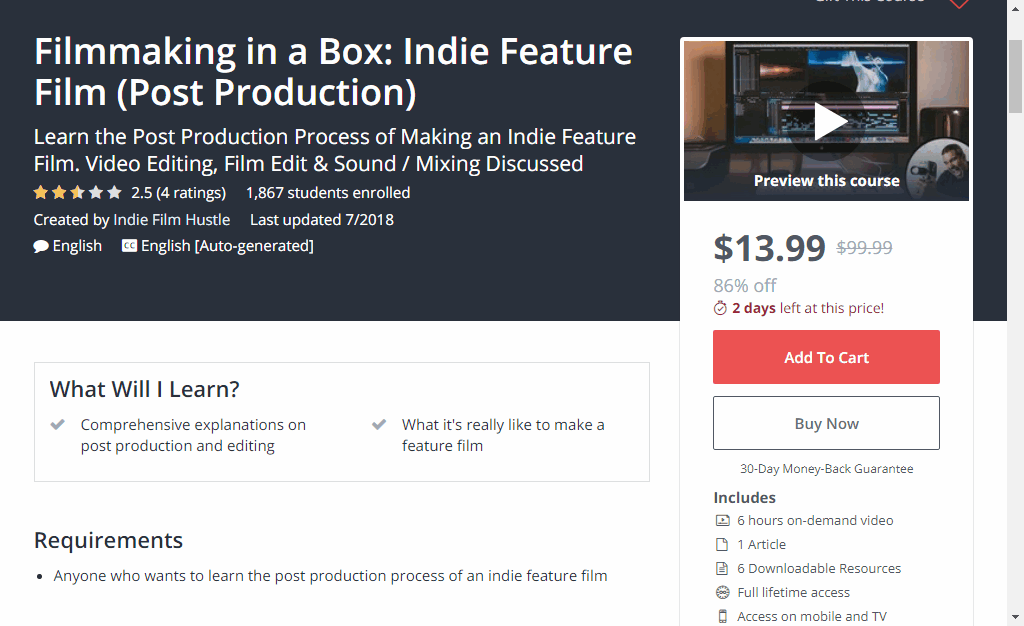 Gift This Course
Filmmaking in a Box: Indie Feature
Film (Post Production)
Learn the Post Production Process of Making an Indie Feature
Film. Video Editing, Film Edit & Sound / Mixing Discussed
2.5 (4 ratings) 1,867 students enrolled
Created by Indie Film Hustle Last updated 7/2018
English CC English [Auto-generated]
Preview this course
$13.99 $99.99
86% off
2 days left at this price!
Add To Cart
Buy Now
30-Day Money-Back Guarantee
Includes
6 hours on-demand video
1 Article
6 Downloadable Resources
Full lifetime access
Access on mobile and TV
What Will I Learn?
Comprehensive explanations on
post production and editing
What it's really like to make a
feature film
Requirements
Anyone who wants to learn the post production process of an indie feature film